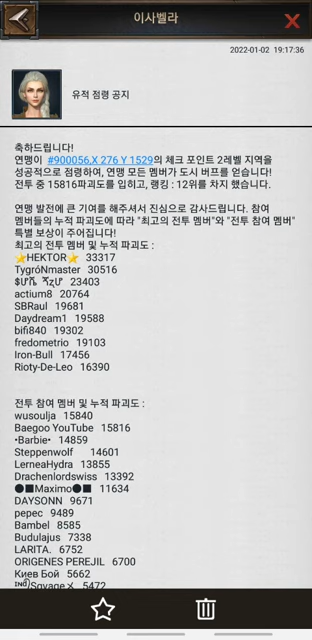 이사벨라
2022-01-02 19:17:36
유적 점령 공지
축하드립니다!
연맹이 #900056,X 276 Y 1529의 체크 포인트 2레벨 지역을
성공적으로 점령하여, 연맹 모든 멤버가 도시 버프를 얻습니다!
전투 중 15816파괴도를 입히고, 랭킹 : 12위를 차지 했습니다.
연맹 발전에 큰 기여를 해주셔서 진심으로 감사드립니다. 참여
멤버들의 누적 파괴도에 따라 "최고의 전투 멤버"와 "전투 참여 멤버"
특별 보상이 주어집니다!
최고의 전투 멤버 및 누적 파괴도 :
⭐HEKTOR⭐ 33317
TygróNmaster 30516
23403
actium8 20764
SBRaul 19681
Daydream1 19588
bifi840 19302
fredometrio 19103
Iron-Bull 17456
Rioty-De-Leo 16390
전투 참여 멤버 및 누적 파괴도 :
wusoulja 15840
Baegoo YouTube 15816
•Barbie• 14859
Steppenwolf 14601
LerneaHydra 13855
Drachenlordswiss 13392
●■Maximo●■ 11634
DAYSONN 9671
pepec 9489
Bambel 8585
Budulajus 7338
LARITA. 6752
ORIGENES PEREJIL 6700
Киев Бой 5662
5472